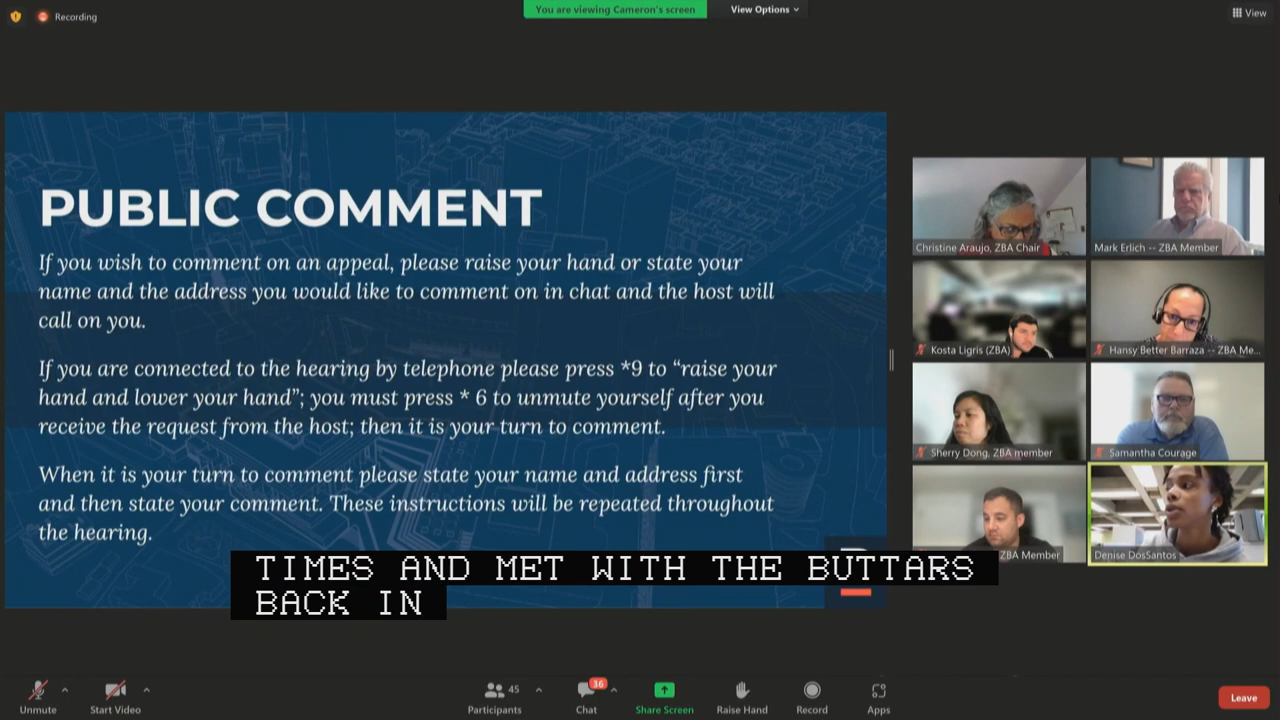 Recording
You are viewing Cameron's screen
View Options
View
PUBLIC COMMENT
If you wish to comment on an appeal, please raise your hand or state your
name and the address you would like to comment on in chat and the host will
call on you.
If you are connected to the hearing by telephone please press *9 to “raise your
hand and lower your hand”; you must press * 6 to unmute yourself after you
receive the request from the host; then it is your turn to comment.
When it is your turn to comment please state your name and address first
and then state your comment. These instructions will be repeated throughout
the hearing.
TIMES AND MET WITH THE BUTTARS
BACK IN
Christine Araujo, ZBA Chair
Mark Erlich -- ZBA Member
Kosta Ligris (ZBA)
Hansy Better Barraza -- ZBA Me...
Sherry Dong, ZBA member
Samantha Courage
ZBA Member
Denise DosSantos
Unmute
Start Video
45
Participants
36
Chat
Share Screen
Raise Hand
Record
Apps
Leave